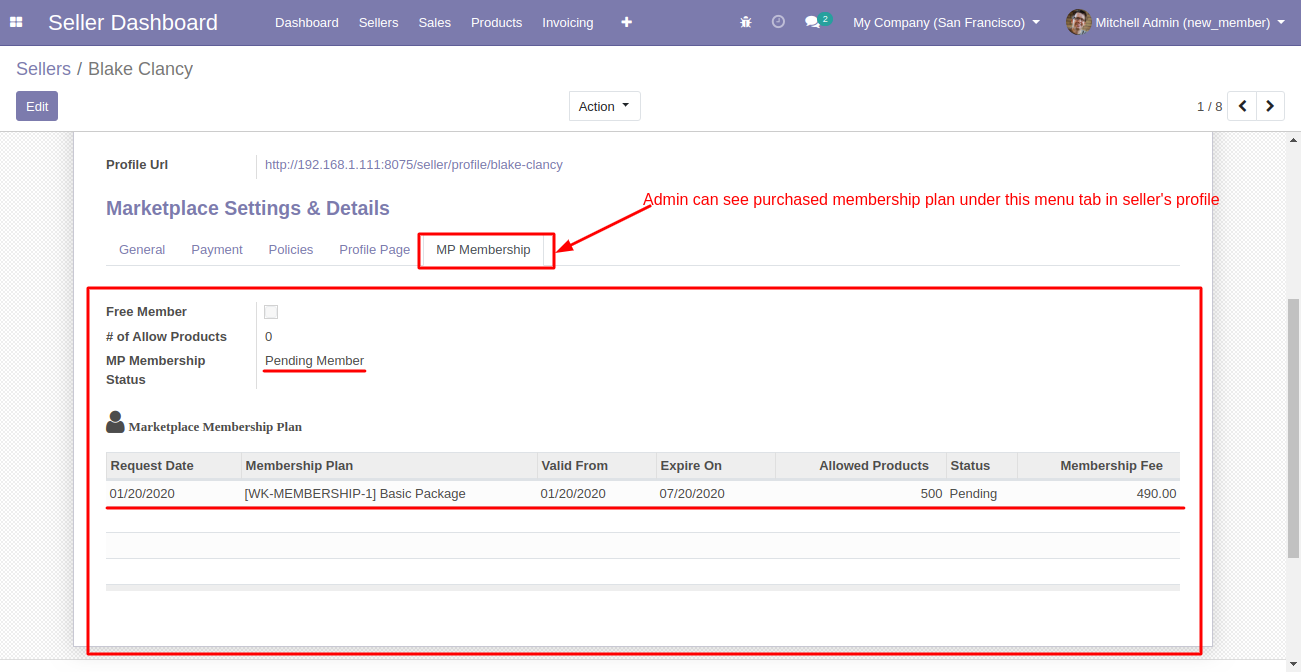 Seller Dashboard Dashboard Sellers Sales Products Invoicing 2 My Company (San Francisco) Mitchell Admin (new_member)
Sellers / Blake Clancy
Edit Action 1 / 8
Profile Url http://192.168.1.111:8075/seller/profile/blake-clancy
Admin can see purchased membership plan under this menu tab in seller's profile
Marketplace Settings & Details
General Payment Policies Profile Page MP Membership
Free Member
# of Allow Products 0
MP Membership Status Pending Member
Marketplace Membership Plan
Request Date Membership Plan Valid From Expire On Allowed Products Status Membership Fee
01/20/2020 [WK-MEMBERSHIP-1] Basic Package 01/20/2020 07/20/2020 500 Pending 490.00